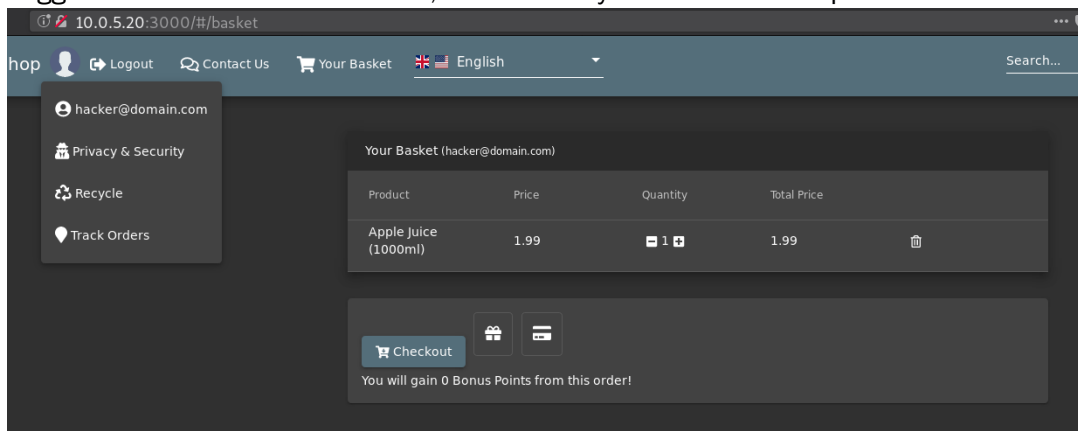 10.0.5.20:3000/#/basket
hop Logout Contact Us Your Basket English Search...
hacker@domain.com
Privacy & Security
Recycle
Track Orders
Your Basket (hacker@domain.com)
Product Price Quantity Total Price
Apple Juice
(1000ml) 1.99 1 1.99
Checkout
You will gain 0 Bonus Points from this order!